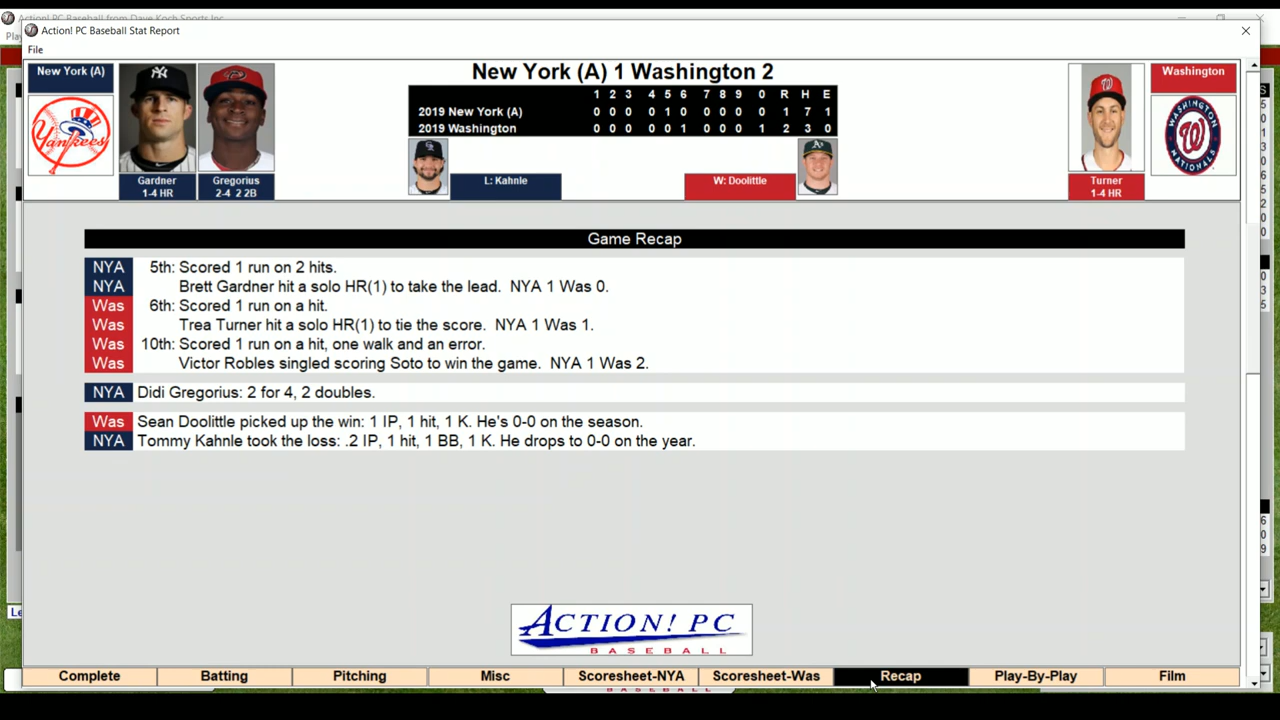 Action! PC Baseball from Dave Koch Sports Inc
Action! PC Baseball Stat Report
File
New York (A) 1 Washington 2
New York (A)
Washington
1 2 3 4 5 6 7 8 9 0 R H E
2019 New York (A) 0 0 0 0 1 0 0 0 0 0 1 7 1
2019 Washington 0 0 0 0 0 1 0 0 0 1 2 3 0
Yankees
WASHINGTON NATIONALS
W
Gardner
1-4 HR
Gregorius
2-4 2 2B
L: Kahnle
W: Doolittle
Turner
1-4 HR
Game Recap
NYA 5th: Scored 1 run on 2 hits.
NYA Brett Gardner hit a solo HR(1) to take the lead. NYA 1 Was 0.
Was 6th: Scored 1 run on a hit.
Was Trea Turner hit a solo HR(1) to tie the score. NYA 1 Was 1.
Was 10th: Scored 1 run on a hit, one walk and an error.
Was Victor Robles singled scoring Soto to win the game. NYA 1 Was 2.
NYA Didi Gregorius: 2 for 4, 2 doubles.
Was Sean Doolittle picked up the win: 1 IP, 1 hit, 1 K. He's 0-0 on the season.
NYA Tommy Kahnle took the loss: .2 IP, 1 hit, 1 BB, 1 K. He drops to 0-0 on the year.
ACTION! PC
BASEBALL
Complete Batting Pitching Misc Scoresheet-NYA Scoresheet-Was Recap Play-By-Play Film